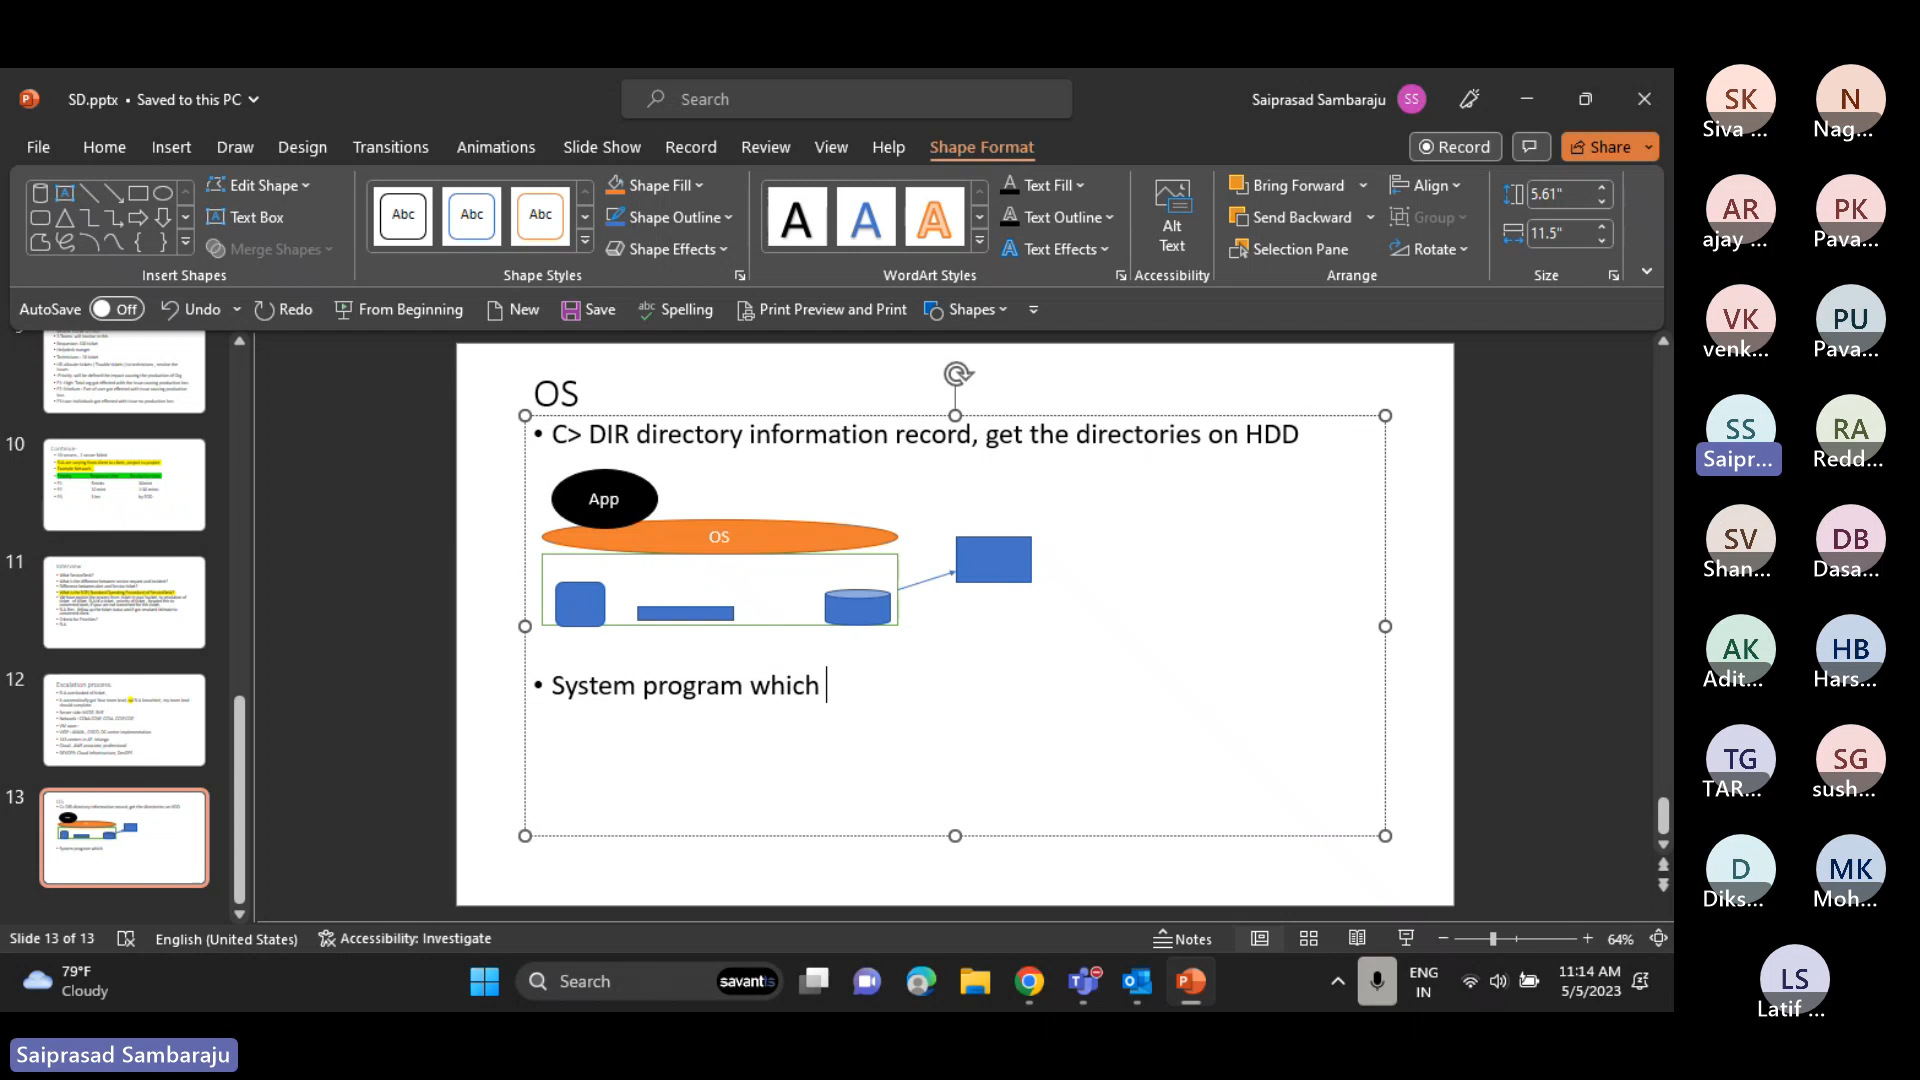 SD.pptx • Saved to this PC
Search
Saiprasad Sambaraju SS
File Home Insert Draw Design Transitions Animations Slide Show Record Review View Help Shape Format
Record
Share
Edit Shape
Text Box
Merge Shapes
Insert Shapes
Abc Abc Abc
Shape Fill
Shape Outline
Shape Effects
Shape Styles
A A A
Text Fill
Text Outline
Text Effects
WordArt Styles
Alt Text
Accessibility
Bring Forward
Send Backward
Selection Pane
Align
Group
Rotate
Arrange
5.61"
11.5"
Size
AutoSave Off Undo Redo From Beginning New Save Spelling Print Preview and Print Shapes
10
11
12
Escalation process
13
OS
• C> DIR directory information record, get the directories on HDD
App
OS
• System program which
Slide 13 of 13 English (United States) Accessibility: Investigate Notes 64%
79°F
Cloudy
Search
savantis
ENG
IN
11:14 AM
5/5/2023
Saiprasad Sambaraju
SK
Siva ...
N
Nag...
AR
ajay ...
PK
Pava...
VK
venk...
PU
Pava...
SS
Saipr...
RA
Redd...
SV
Shan...
DB
Dasa...
AK
Adit...
HB
Hars...
TG
TAR...
SG
sush...
D
Diks...
MK
Moh...
LS
Latif ...